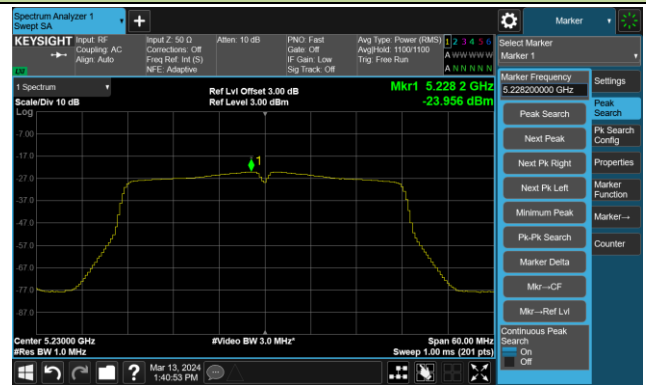 Spectrum Analyzer 1
Swept SA
Marker
KEYSIGHT
Input: RF
Coupling: AC
Align: Auto
Input Z: 50 Ω
Corrections: Off
Freq Ref: Int (S)
NFE: Adaptive
Atten: 10 dB
PNO: Fast
Gate: Off
IF Gain: Low
Sig Track: Off
Avg Type: Power (RMS)
Avg|Hold: 1100/1100
Trig: Free Run
1 2 3 4 5 6
A W W W W W
A N N N N N
LVI
Select Marker
Marker 1
1 Spectrum
Scale/Div 10 dB
Log
Ref Lvl Offset 3.00 dB
Ref Level 3.00 dBm
Mkr1 5.228 2 GHz
-23.956 dBm
-7.00
-17.0
-27.0
-37.0
-47.0
-57.0
-67.0
-77.0
-87.0
1
Center 5.23000 GHz
#Res BW 1.0 MHz
#Video BW 3.0 MHz*
Span 60.00 MHz
Sweep 1.00 ms (201 pts)
Marker Frequency
5.228200000 GHz
Peak Search
Next Peak
Next Pk Right
Next Pk Left
Minimum Peak
Pk-Pk Search
Marker Delta
Mkr→CF
Mkr→Ref Lvl
Continuous Peak
Search
On
Off
Settings
Peak
Search
Pk Search
Config
Properties
Marker
Function
Marker→
Counter
?
Mar 13, 2024
1:40:53 PM